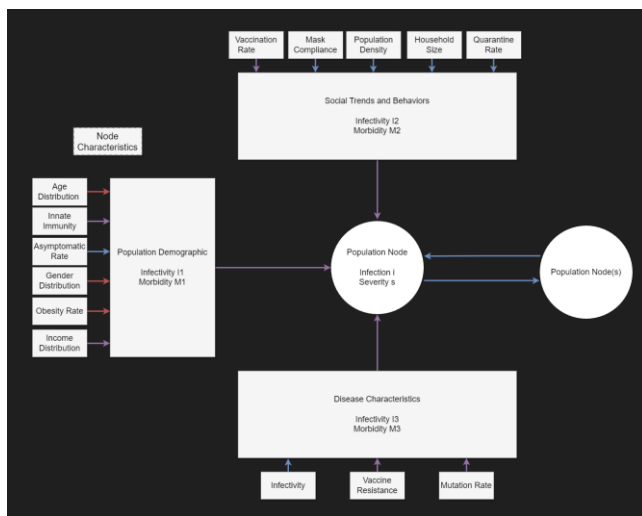 Vaccination
Rate
Mask
Compliance
Population
Density
Household
Size
Quarantine
Rate
Social Trends and Behaviors
Infectivity I2
Morbidity M2
Node
Characteristics
Age
Distribution
Innate
Immunity
Asymptomatic
Rate
Gender
Distribution
Obesity Rate
Income
Distribution
Population Demographic
Infectivity I1
Morbidity M1
Population Node
Infection i
Severity s
Population Node(s)
Disease Characteristics
Infectivity I3
Morbidity M3
Infectivity
Vaccine
Resistance
Mutation Rate